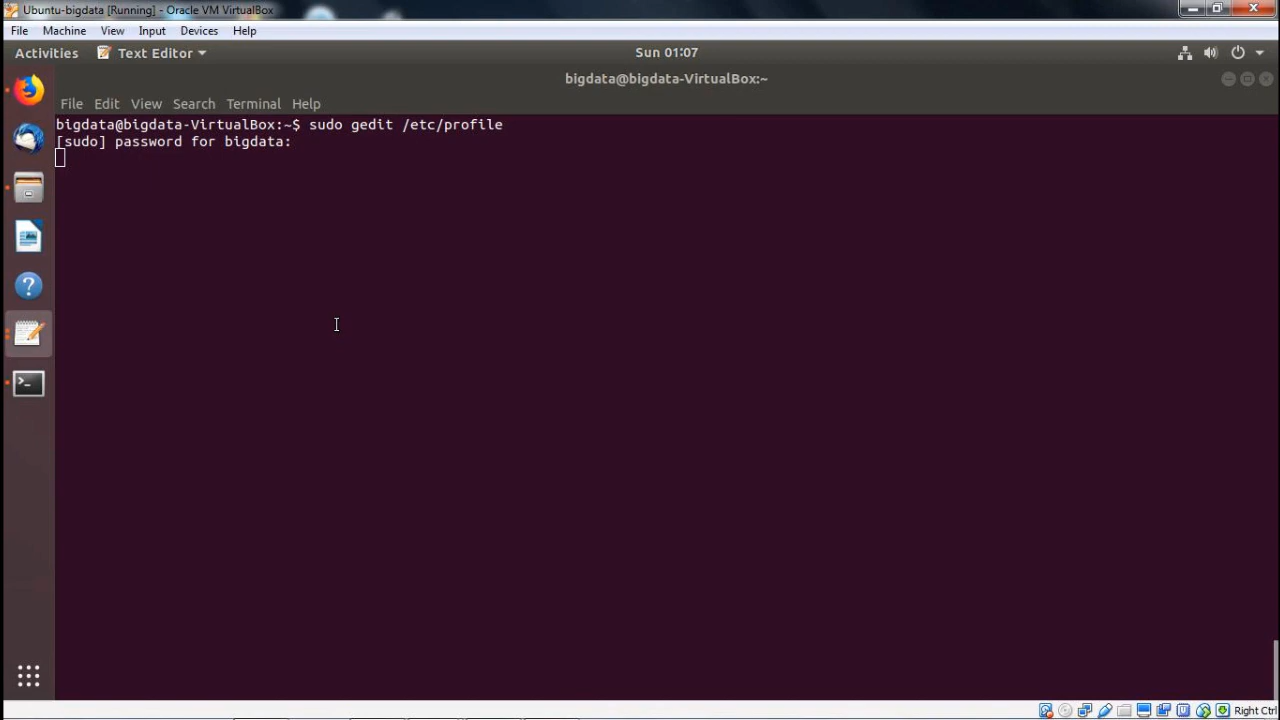 Ubuntu-bigdata [Running] - Oracle VM VirtualBox
File Machine View Input Devices Help
Activities Text Editor Sun 01:07
bigdata@bigdata-VirtualBox:~
File Edit View Search Terminal Help
bigdata@bigdata-VirtualBox:~$ sudo gedit /etc/profile
[sudo] password for bigdata:
Right Ctrl